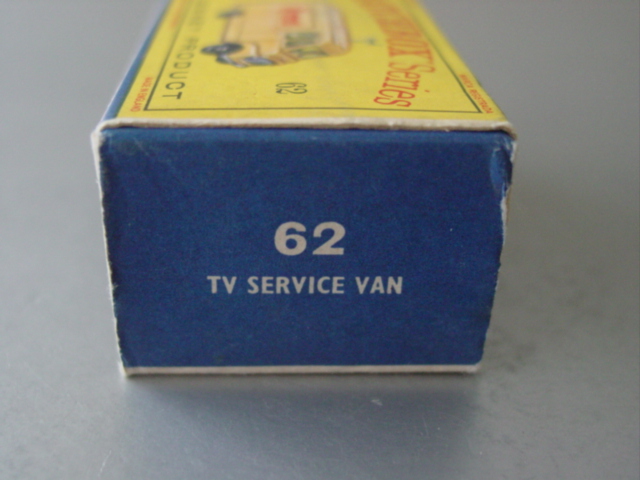 62
TV SERVICE VAN
62
Series
PRODUCT